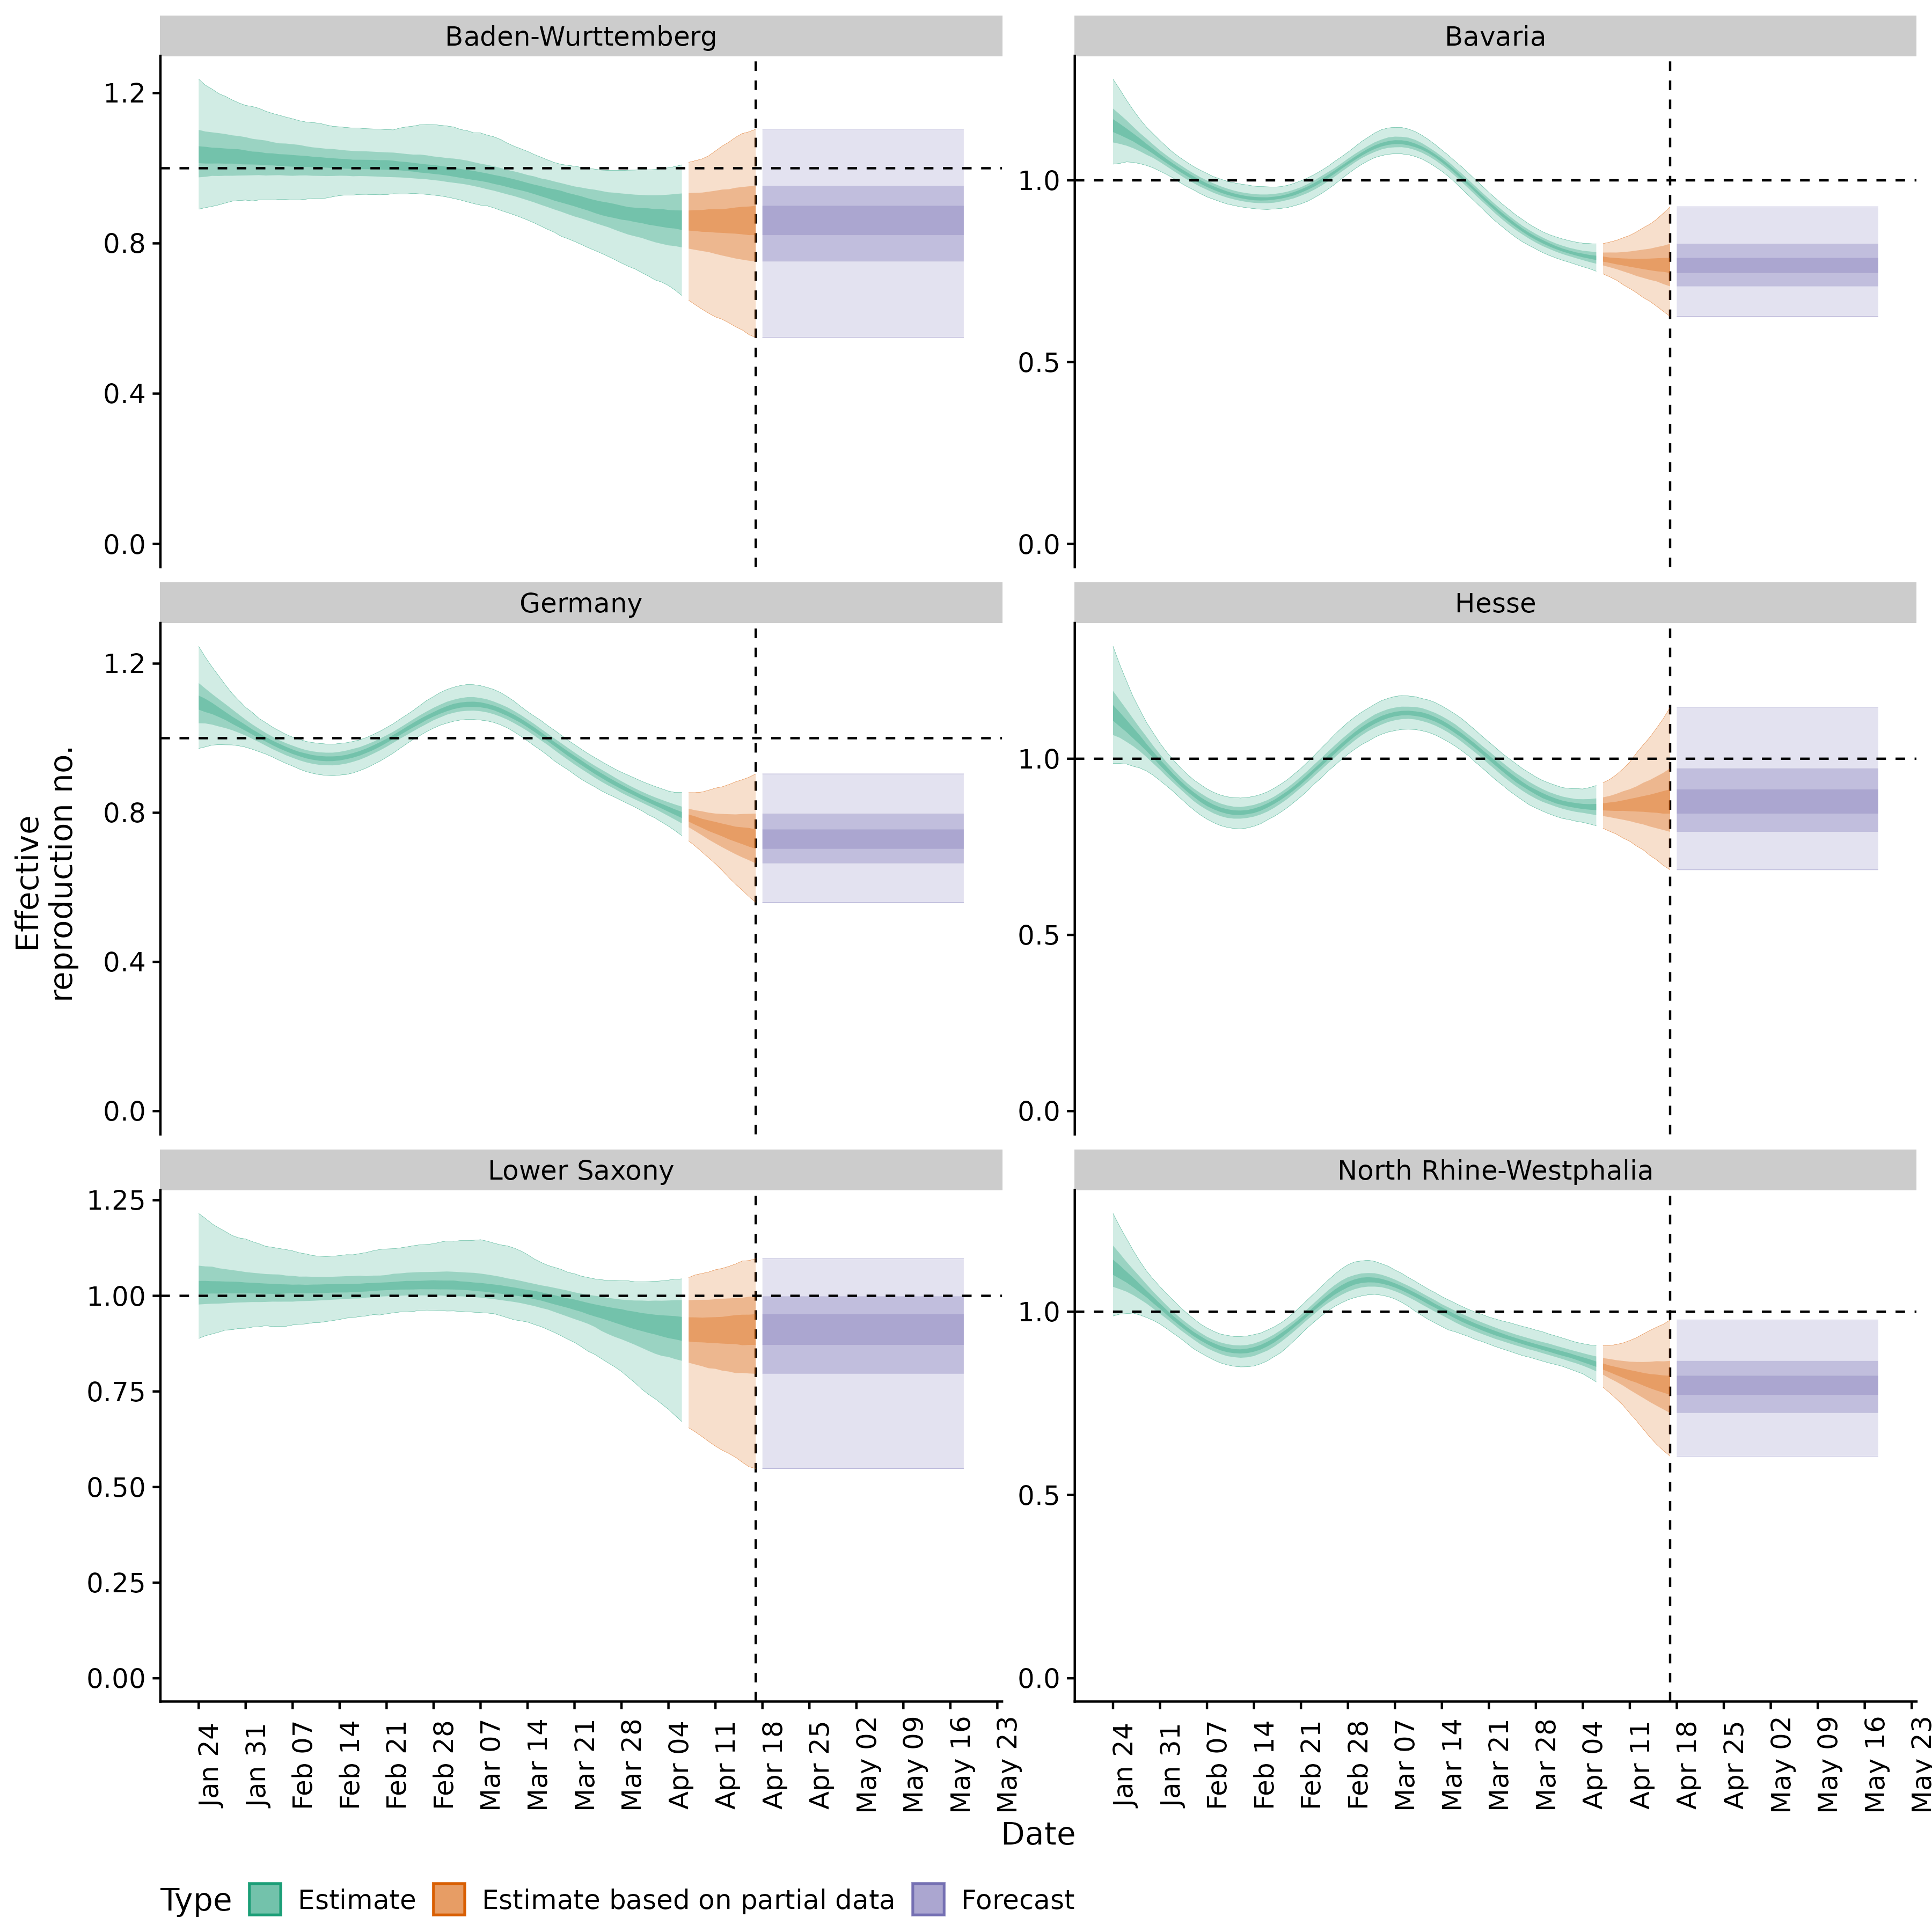 Baden-Wurttemberg
Bavaria
1.2
0.8
0.4
0.0
1.0
0.5
0.0
Germany
Hesse
1.2
0.8
0.4
0.0
1.0
0.5
0.0
Effective
reproduction no.
Lower Saxony
North Rhine-Westphalia
1.25
1.00
0.75
0.50
0.25
0.00
1.0
0.5
0.0
Jan 24
Jan 31
Feb 07
Feb 14
Feb 21
Feb 28
Mar 07
Mar 14
Mar 21
Mar 28
Apr 04
Apr 11
Apr 18
Apr 25
May 02
May 09
May 16
May 23
Jan 24
Jan 31
Feb 07
Feb 14
Feb 21
Feb 28
Mar 07
Mar 14
Mar 21
Mar 28
Apr 04
Apr 11
Apr 18
Apr 25
May 02
May 09
May 16
May 23
Date
Type Estimate Estimate based on partial data Forecast